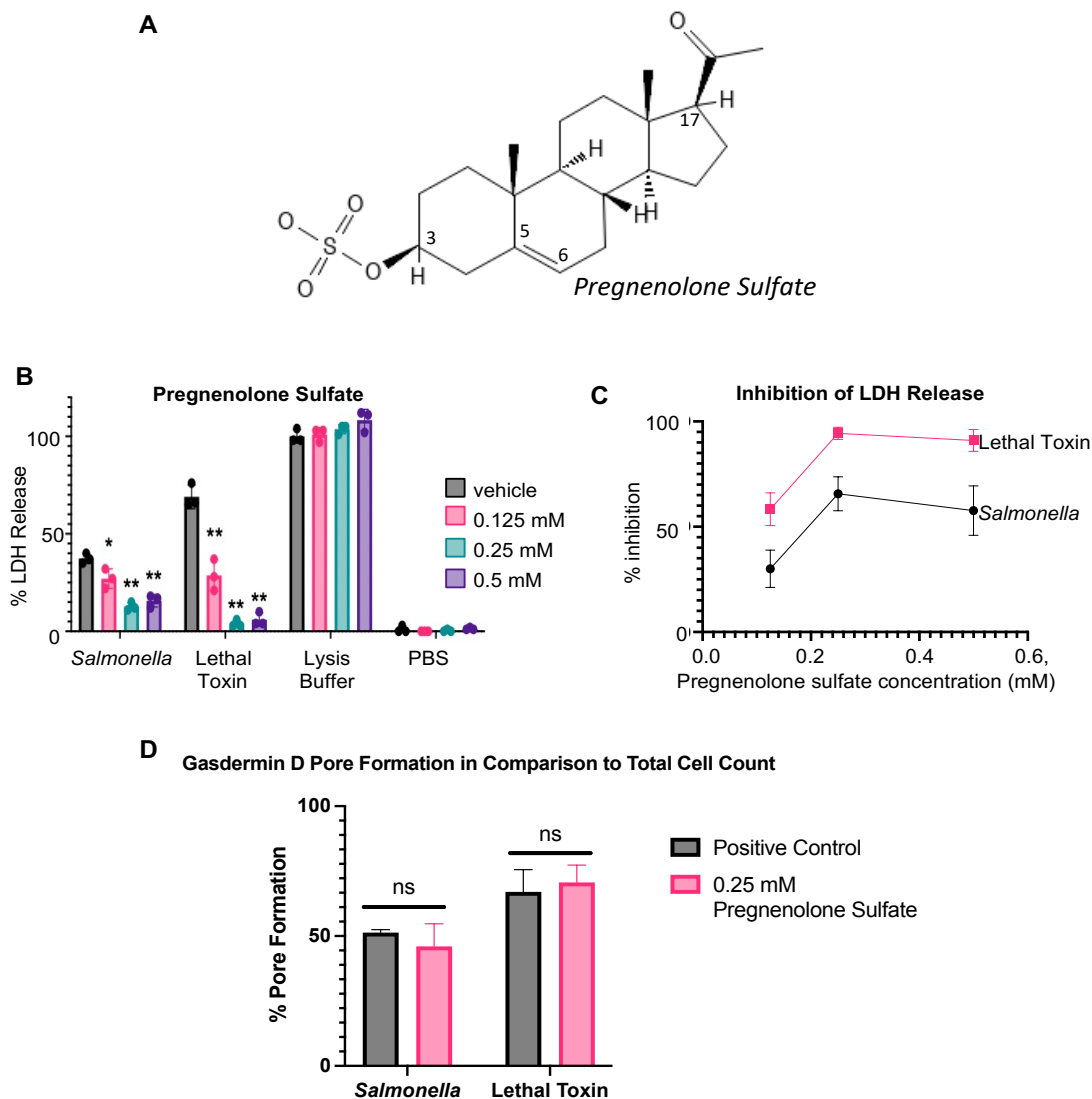 A
O
H
17
H
H
H
O
O
S
O
O
3
H
5
6
Pregnenolone Sulfate
B
Pregnenolone Sulfate
% LDH Release
100
50
0
*
**
**
**
**
**
Salmonella
Lethal
Toxin
Lysis
Buffer
PBS
vehicle
0.125 mM
0.25 mM
0.5 mM
C
Inhibition of LDH Release
% inhibition
100
50
0
Lethal Toxin
Salmonella
0.0
0.2
0.4
0.6,
Pregnenolone sulfate concentration (mM)
D
Gasdermin D Pore Formation in Comparison to Total Cell Count
% Pore Formation
100
50
0
ns
ns
Salmonella
Lethal Toxin
Positive Control
0.25 mM
Pregnenolone Sulfate